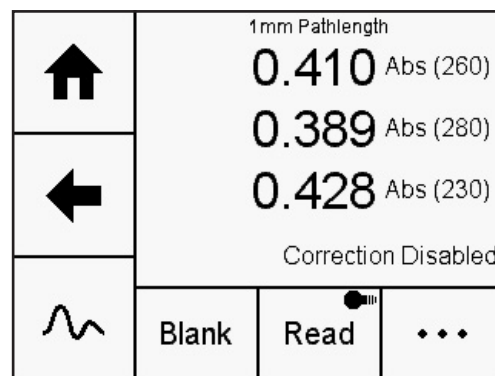 1mm Pathlength
0.410 Abs (260)
0.389 Abs (280)
0.428 Abs (230)
Correction Disabled
Blank Read •••